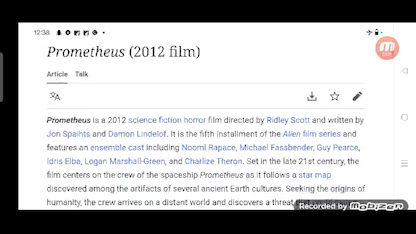 12:38
Prometheus (2012 film)
Article Talk
Prometheus is a 2012 science fiction horror film directed by Ridley Scott and written by
Jon Spaihts and Damon Lindelof. It is the fifth installment of the Alien film series and
features an ensemble cast including Noomi Rapace, Michael Fassbender, Guy Pearce,
Idris Elba, Logan Marshall-Green, and Charlize Theron. Set in the late 21st century, the
film centers on the crew of the spaceship Prometheus as it follows a star map
discovered among the artifacts of several ancient Earth cultures. Seeking the origins of
humanity, the crew arrives on a distant world and discovers a threat that
Recorded by Mobizen